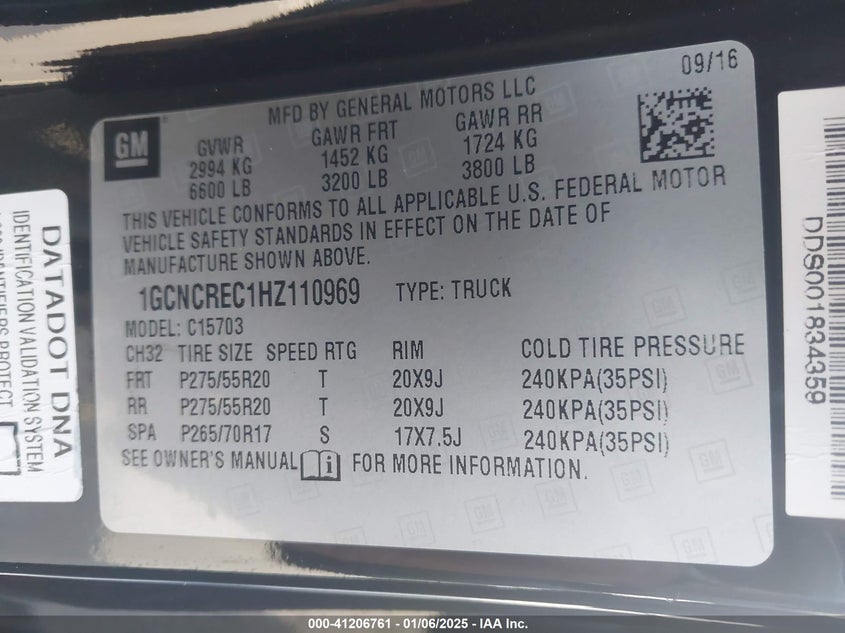 09/16
MFD BY GENERAL MOTORS LLC
GM
GVWR GAWR FRT GAWR RR
2994 KG 1452 KG 1724 KG
6600 LB 3200 LB 3800 LB
THIS VEHICLE CONFORMS TO ALL APPLICABLE U.S. FEDERAL MOTOR
VEHICLE SAFETY STANDARDS IN EFFECT ON THE DATE OF
MANUFACTURE SHOWN ABOVE.
1GCNCREC1HZ110969 TYPE: TRUCK
MODEL: C15703
CH32 TIRE SIZE SPEED RTG RIM COLD TIRE PRESSURE
FRT P275/55R20 T 20X9J 240KPA(35PSI)
RR P275/55R20 T 20X9J 240KPA(35PSI)
SPA P265/70R17 S 17X7.5J 240KPA(35PSI)
SEE OWNER'S MANUAL FOR MORE INFORMATION.
DATADOT DNA
IDENTIFICATION VALIDATION SYSTEM
IDENTIFIERS PROTECT
DDS001834359
000-41206761 - 01/06/2025 - IAA Inc.